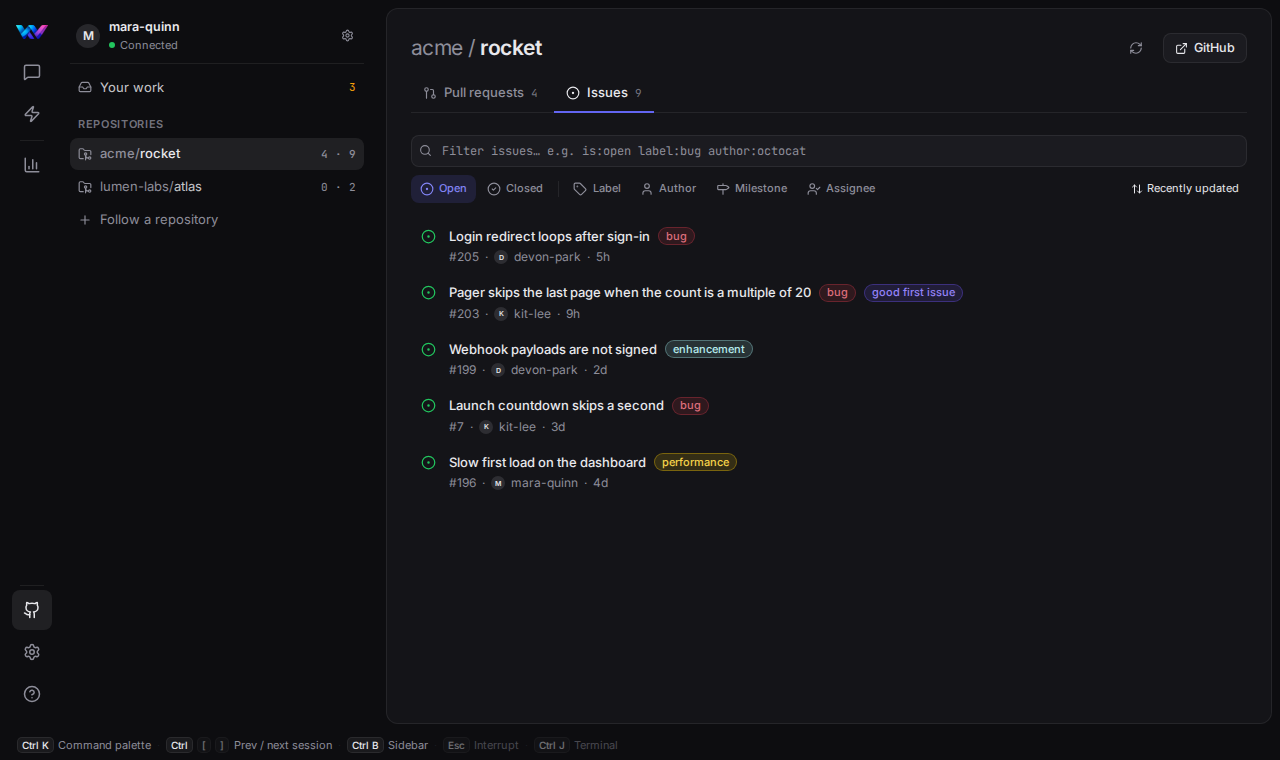 M mara-quinn
Connected
Your work 3
REPOSITORIES
acme/rocket 4 · 9
lumen-labs/atlas 0 · 2
+ Follow a repository
acme / rocket
GitHub
Pull requests 4 Issues 9
Filter issues… e.g. is:open label:bug author:octocat
Open Closed Label Author Milestone Assignee Recently updated
Login redirect loops after sign-in bug
#205 · D devon-park · 5h
Pager skips the last page when the count is a multiple of 20 bug good first issue
#203 · K kit-lee · 9h
Webhook payloads are not signed enhancement
#199 · D devon-park · 2d
Launch countdown skips a second bug
#7 · K kit-lee · 3d
Slow first load on the dashboard performance
#196 · M mara-quinn · 4d
Ctrl K Command palette Ctrl [ ] Prev / next session Ctrl B Sidebar Esc Interrupt Ctrl J Terminal